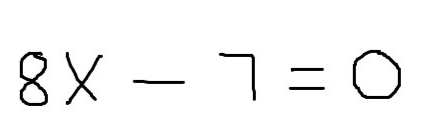 8X - 7 = 0